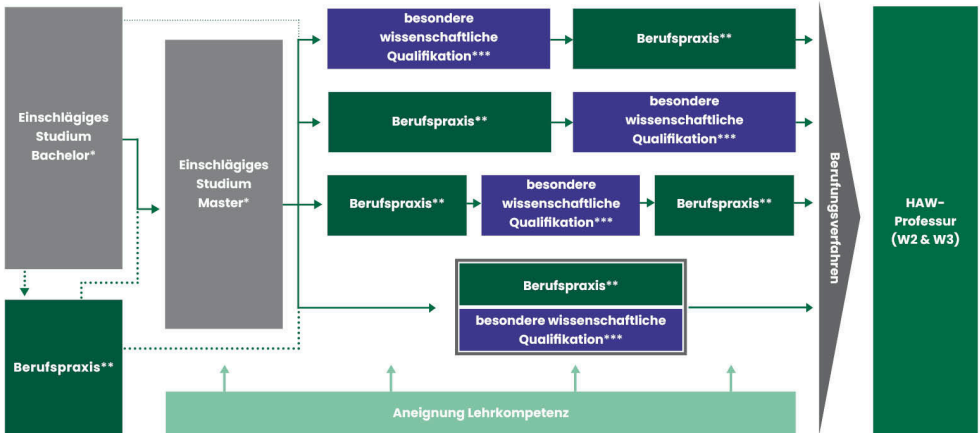 Einschlägiges
Studium
Bachelor*
Berufspraxis**
Einschlägiges
Studium
Master*
besondere
wissenschaftliche
Qualifikation***
Berufspraxis**
Berufspraxis**
besondere
wissenschaftliche
Qualifikation***
Berufspraxis**
besondere
wissenschaftliche
Qualifikation***
Berufspraxis**
Berufspraxis**
besondere wissenschaftliche
Qualifikation***
Aneignung Lehrkompetenz
Berufungsverfahren
HAW-
Professur
(W2 & W3)